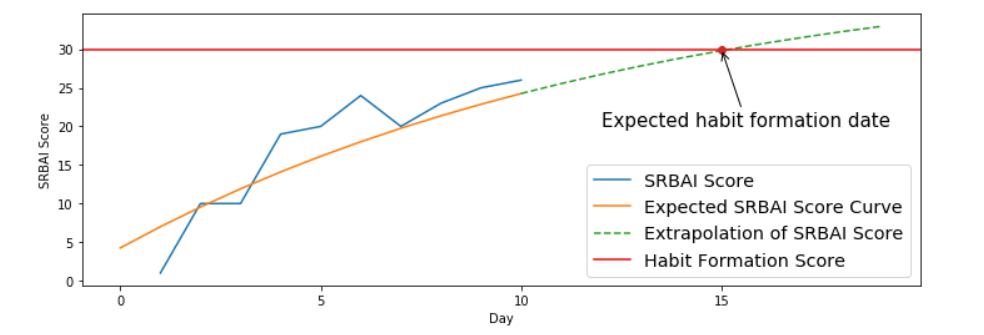 30
25
20
15
10
5
0
SRBAI Score
Expected habit formation date
SRBAI Score
Expected SRBAI Score Curve
Extrapolation of SRBAI Score
Habit Formation Score
0 5 10 15
Day